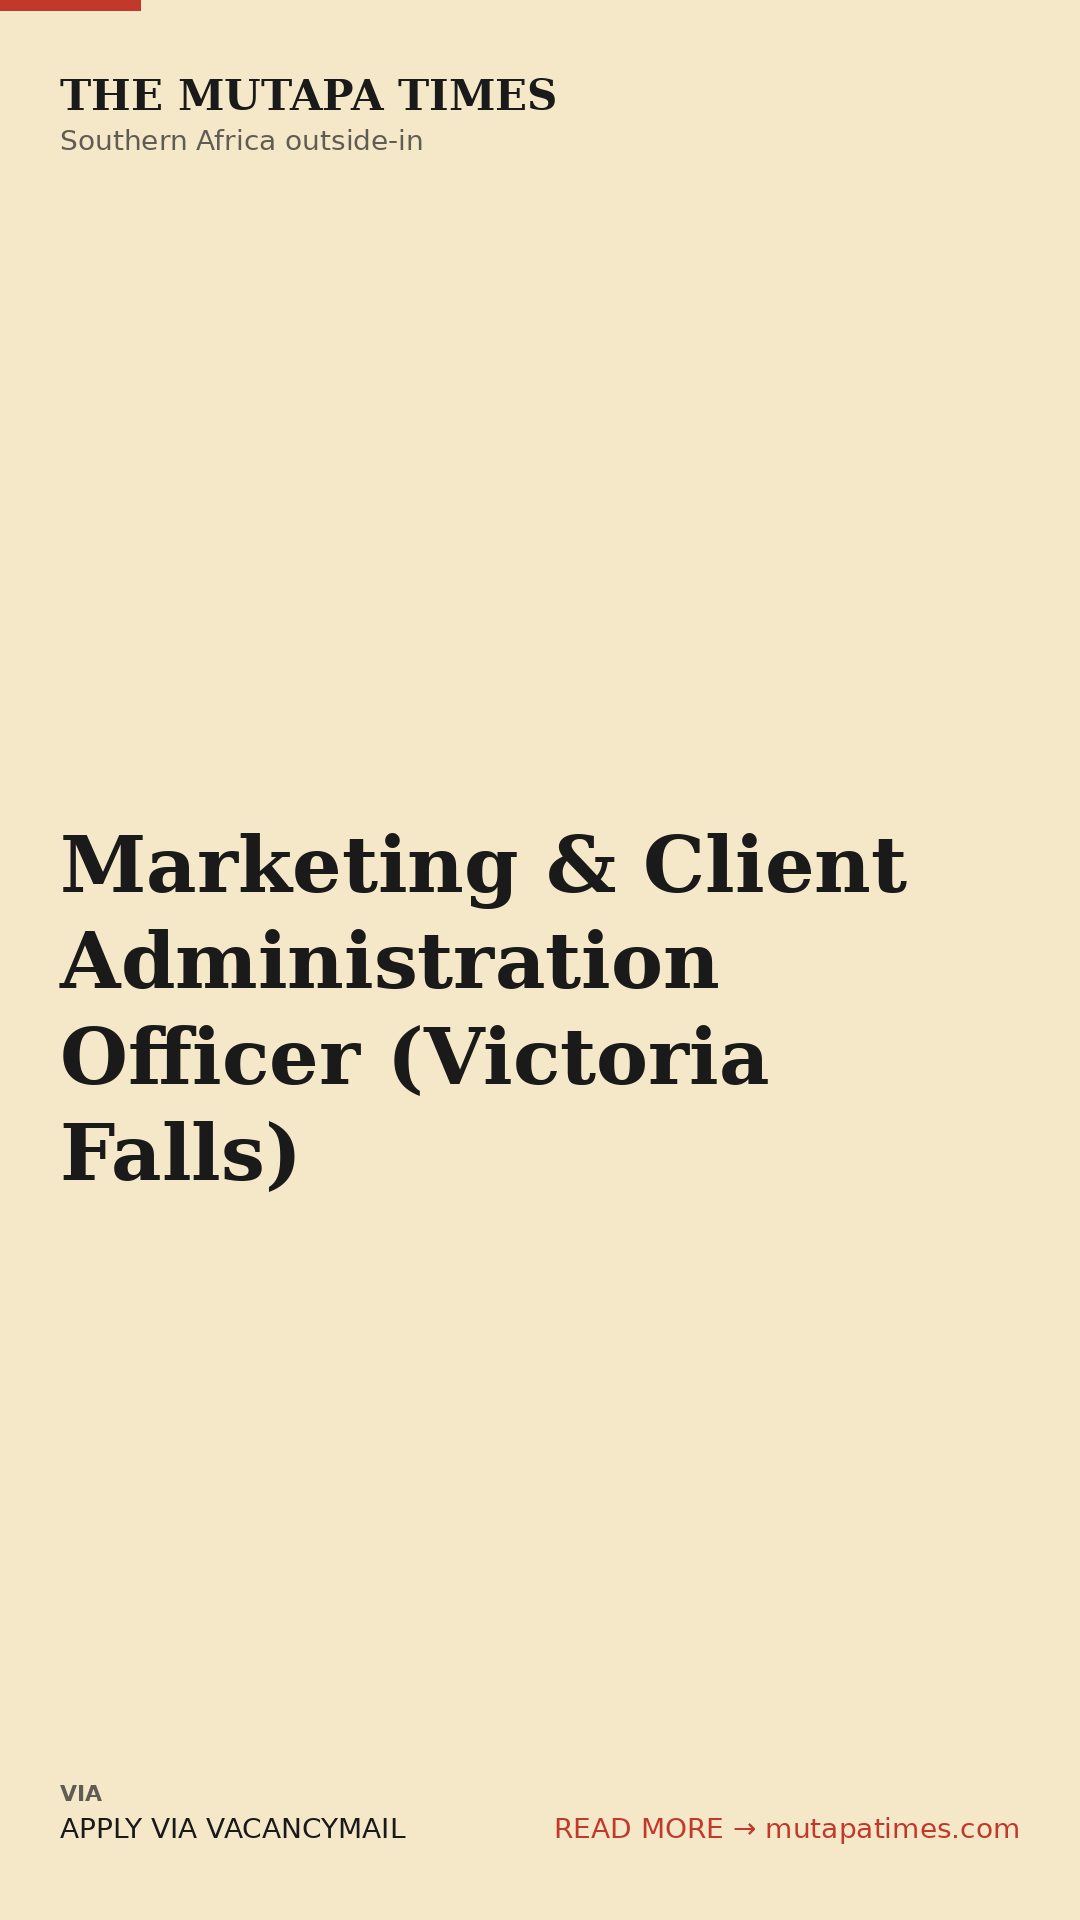 THE MUTAPA TIMES
Southern Africa outside-in
Marketing & Client
Administration
Officer (Victoria
Falls)
VIA
APPLY VIA VACANCYMAIL
READ MORE → mutapatimes.com